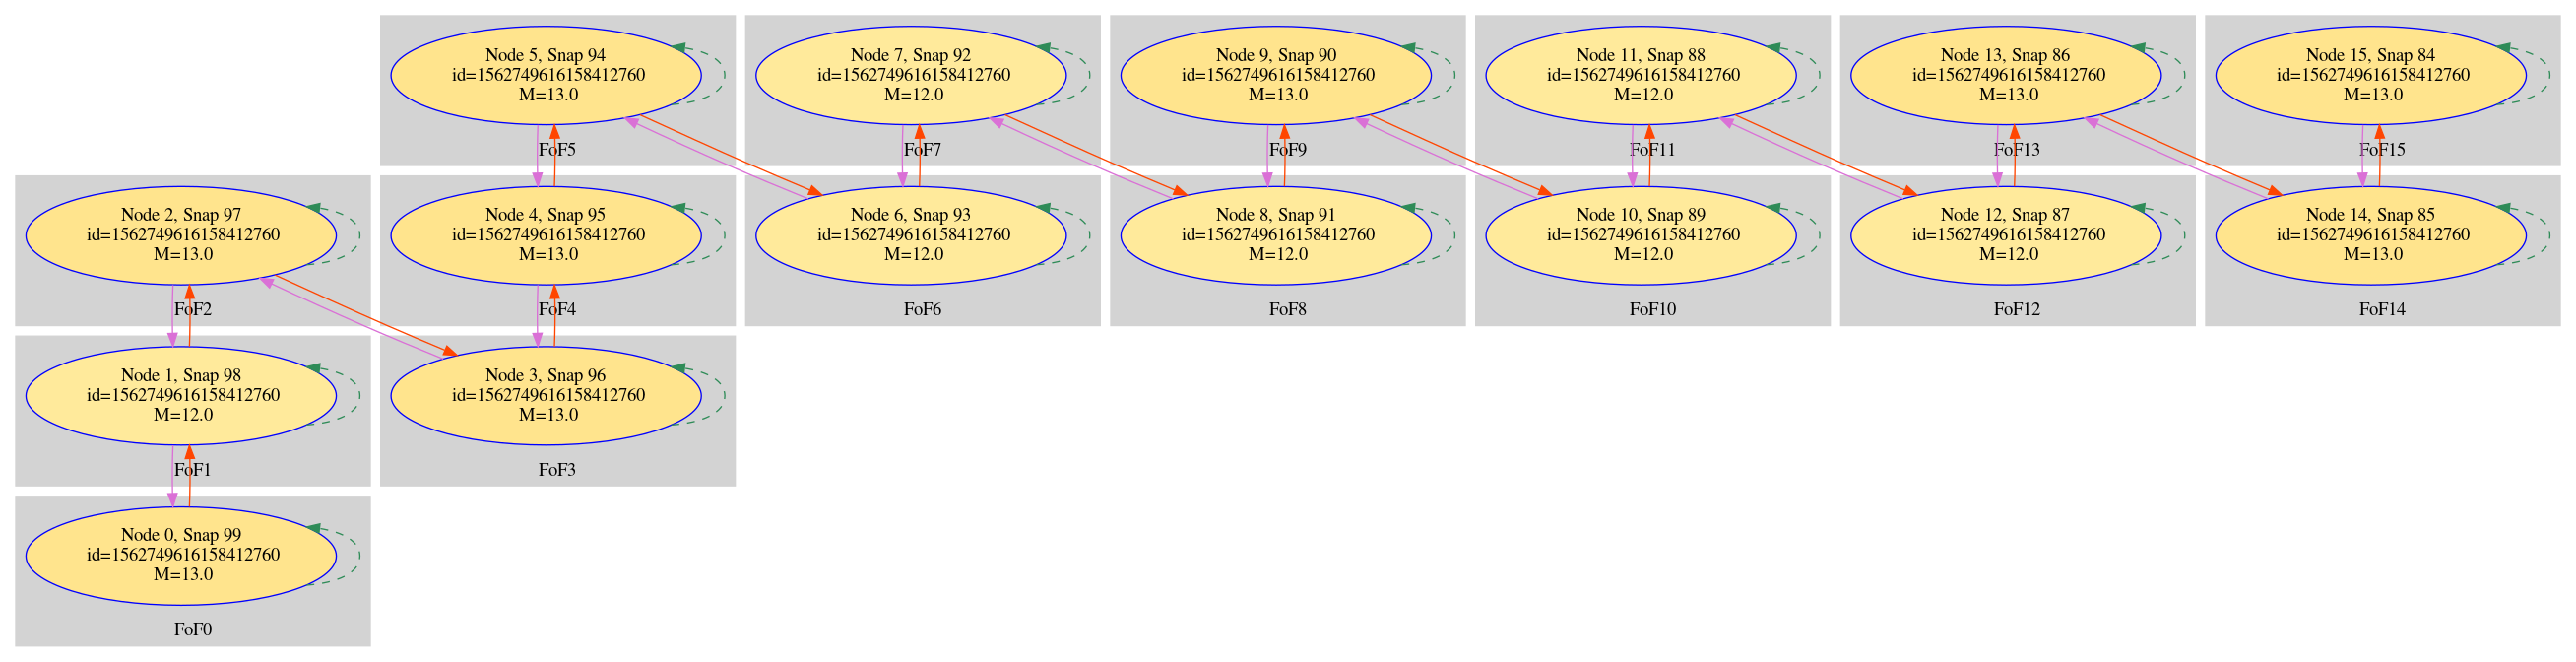 Node 5, Snap 94
id=1562749616158412760
M=13.0
FoF5
Node 7, Snap 92
id=1562749616158412760
M=12.0
FoF7
Node 9, Snap 90
id=1562749616158412760
M=13.0
FoF9
Node 11, Snap 88
id=1562749616158412760
M=12.0
FoF11
Node 13, Snap 86
id=1562749616158412760
M=13.0
FoF13
Node 15, Snap 84
id=1562749616158412760
M=13.0
FoF15
Node 2, Snap 97
id=1562749616158412760
M=13.0
FoF2
Node 4, Snap 95
id=1562749616158412760
M=13.0
FoF4
Node 6, Snap 93
id=1562749616158412760
M=12.0
FoF6
Node 8, Snap 91
id=1562749616158412760
M=12.0
FoF8
Node 10, Snap 89
id=1562749616158412760
M=12.0
FoF10
Node 12, Snap 87
id=1562749616158412760
M=12.0
FoF12
Node 14, Snap 85
id=1562749616158412760
M=13.0
FoF14
Node 1, Snap 98
id=1562749616158412760
M=12.0
FoF1
Node 3, Snap 96
id=1562749616158412760
M=13.0
FoF3
Node 0, Snap 99
id=1562749616158412760
M=13.0
FoF0